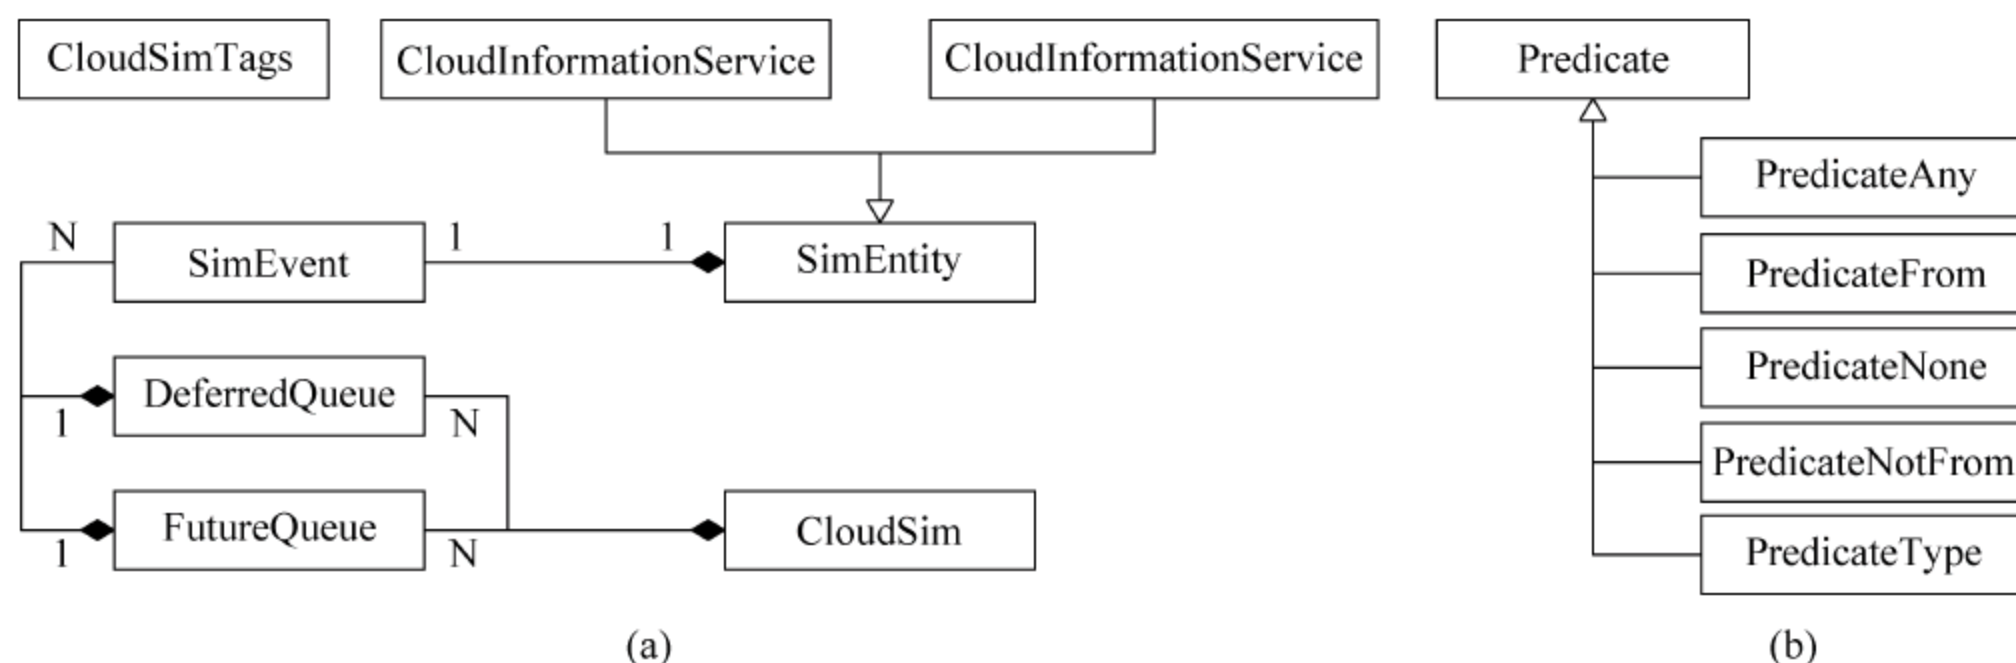 CloudSimTags
CloudInformationService
CloudInformationService
Predicate
PredicateAny
N
SimEvent
1
1
SimEntity
PredicateFrom
PredicateNone
DeferredQueue
1
N
PredicateNotFrom
FutureQueue
1
N
CloudSim
PredicateType
(a)
(b)